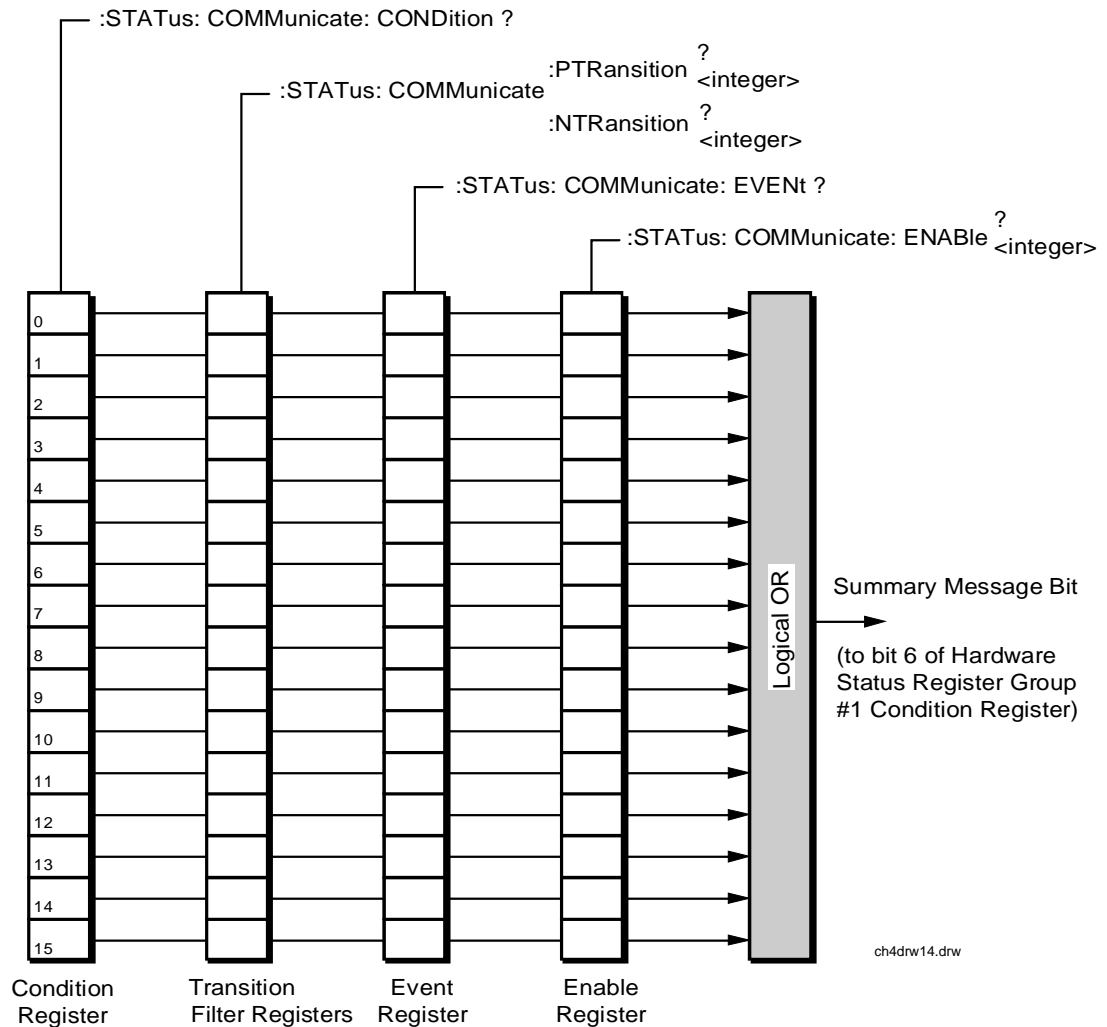 :STATus: COMMunicate: CONDition ?
:STATus: COMMunicate
:PTRansition ? <integer>
:NTRansition ? <integer>
:STATus: COMMunicate: EVENt ?
:STATus: COMMunicate: ENABle ? <integer>
0
1
2
3
4
5
6
7
8
9
10
11
12
13
14
15
Logical OR
Summary Message Bit
(to bit 6 of Hardware
Status Register Group
#1 Condition Register)
ch4drw14.drw
Condition
Register
Transition
Filter Registers
Event
Register
Enable
Register